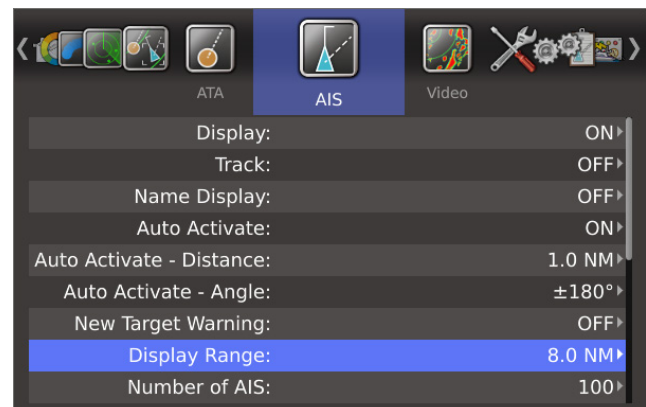 ATA
AIS
Video
Display: ON
Track: OFF
Name Display: OFF
Auto Activate: ON
Auto Activate - Distance: 1.0 NM
Auto Activate - Angle: ±180°
New Target Warning: OFF
Display Range: 8.0 NM
Number of AIS: 100